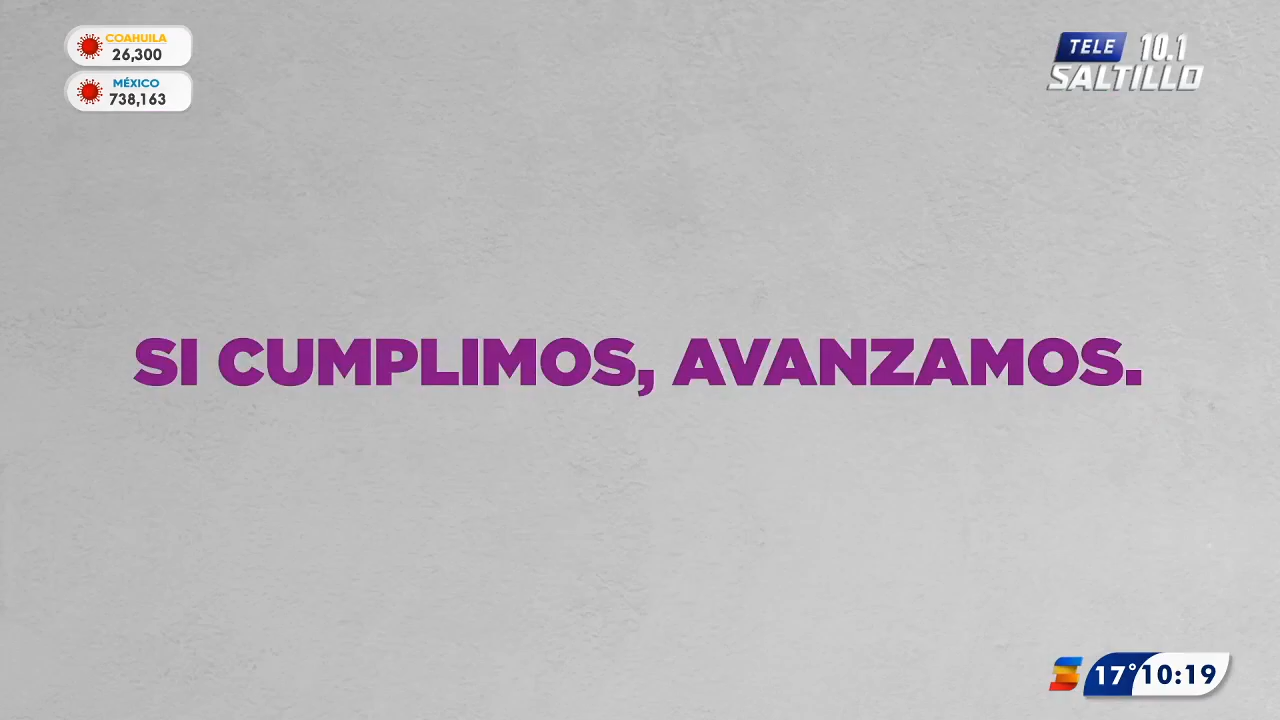 COAHUILA
26,300
MÉXICO
738,163
TELE 10.1
SALTILLO
SI CUMPLIMOS, AVANZAMOS.
17° 10:19